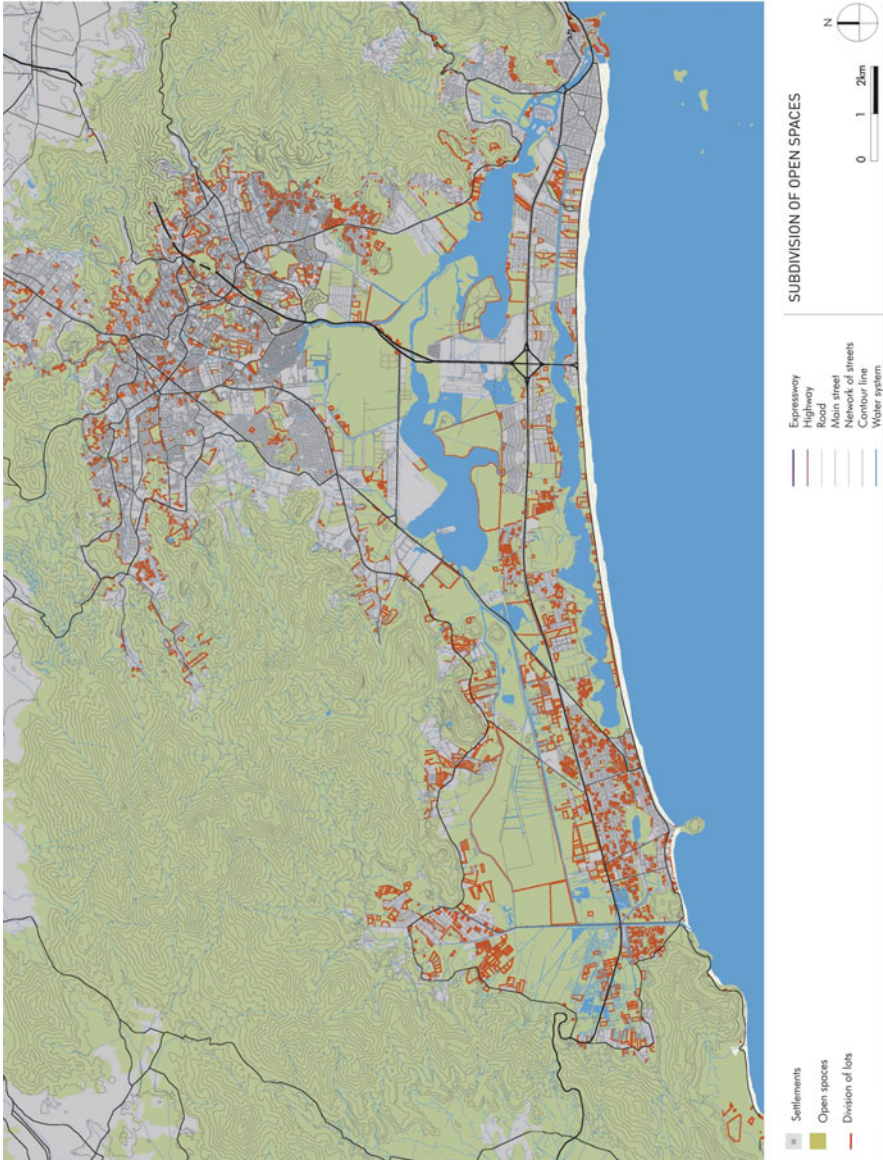 SUBDIVISION OF OPEN SPACES
N
0 1 2km
Settlements
Open spaces
Division of lots
Expressway
Highway
Road
Main street
Network of streets
Contour line
Water system